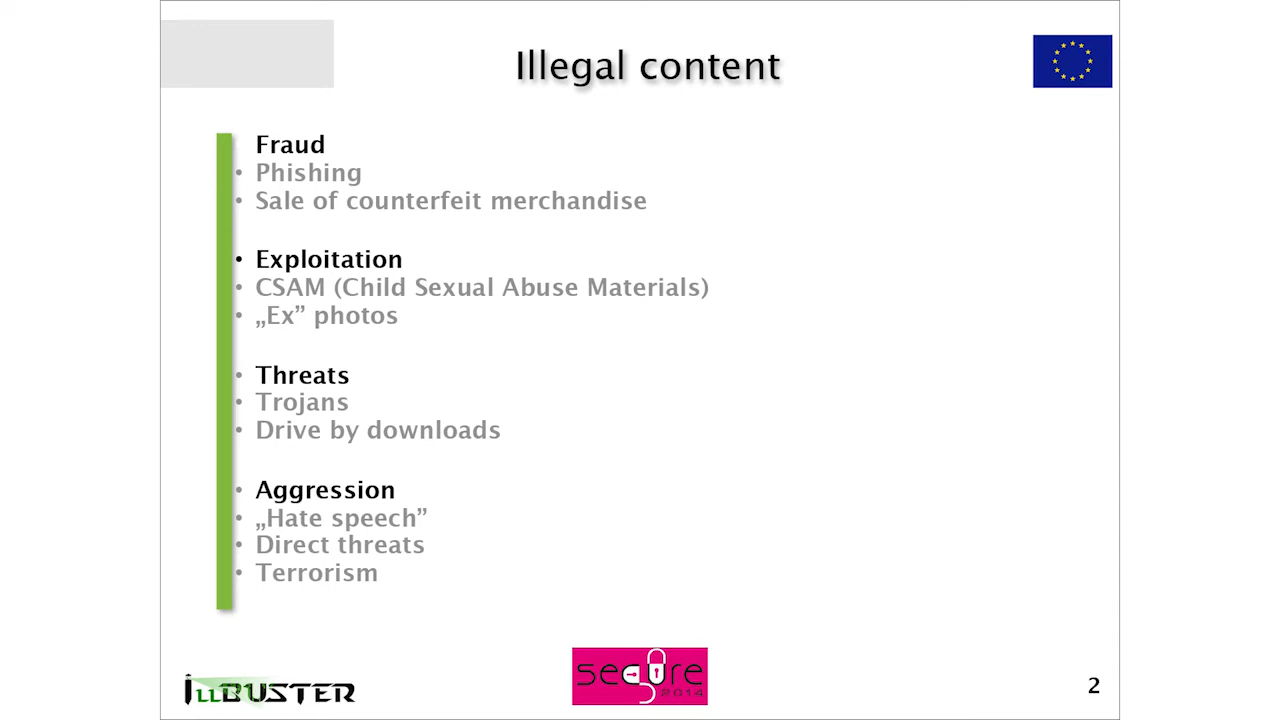 Illegal content
Fraud
• Phishing
• Sale of counterfeit merchandise
• Exploitation
• CSAM (Child Sexual Abuse Materials)
• „Ex” photos
• Threats
• Trojans
• Drive by downloads
• Aggression
• „Hate speech”
• Direct threats
• Terrorism
ILLBUSTER
secure
2014
2